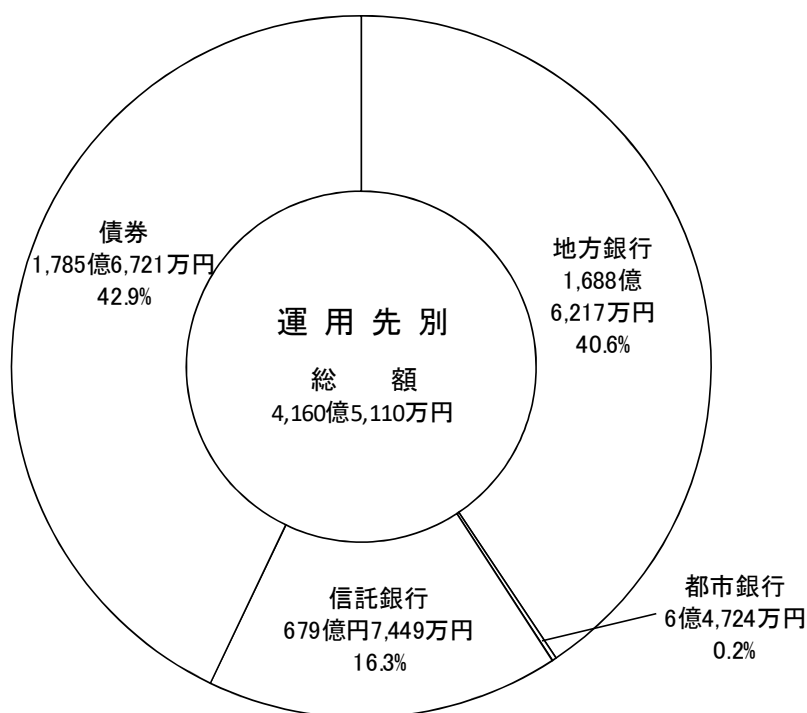 運用先別
総　　額
4,160億5,110万円
地方銀行
1,688億
6,217万円
40.6%
都市銀行
6億4,724万円
0.2%
信託銀行
679億円7,449万円
16.3%
債券
1,785億6,721万円
42.9%